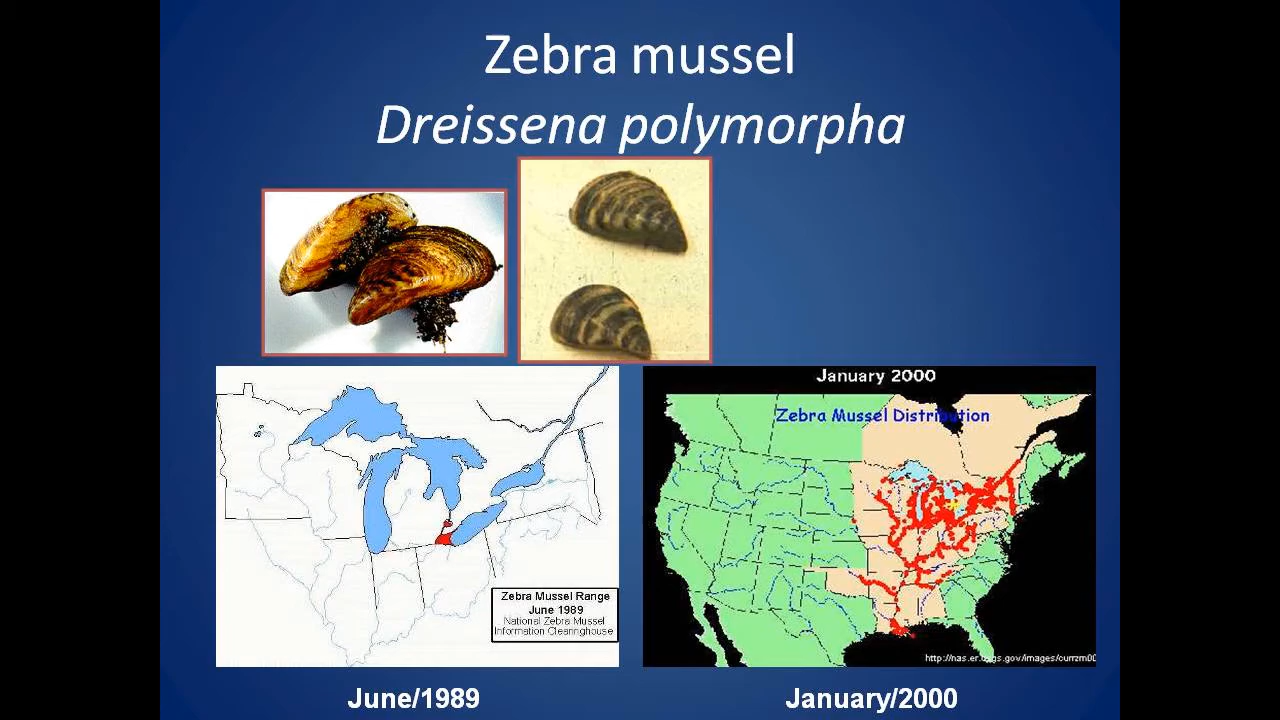 Zebra mussel
Dreissena polymorpha
Zebra Mussel Range
June 1989
National Zebra Mussel
Information Clearinghouse
January 2000
Zebra Mussel Distribution
June/1989
January/2000